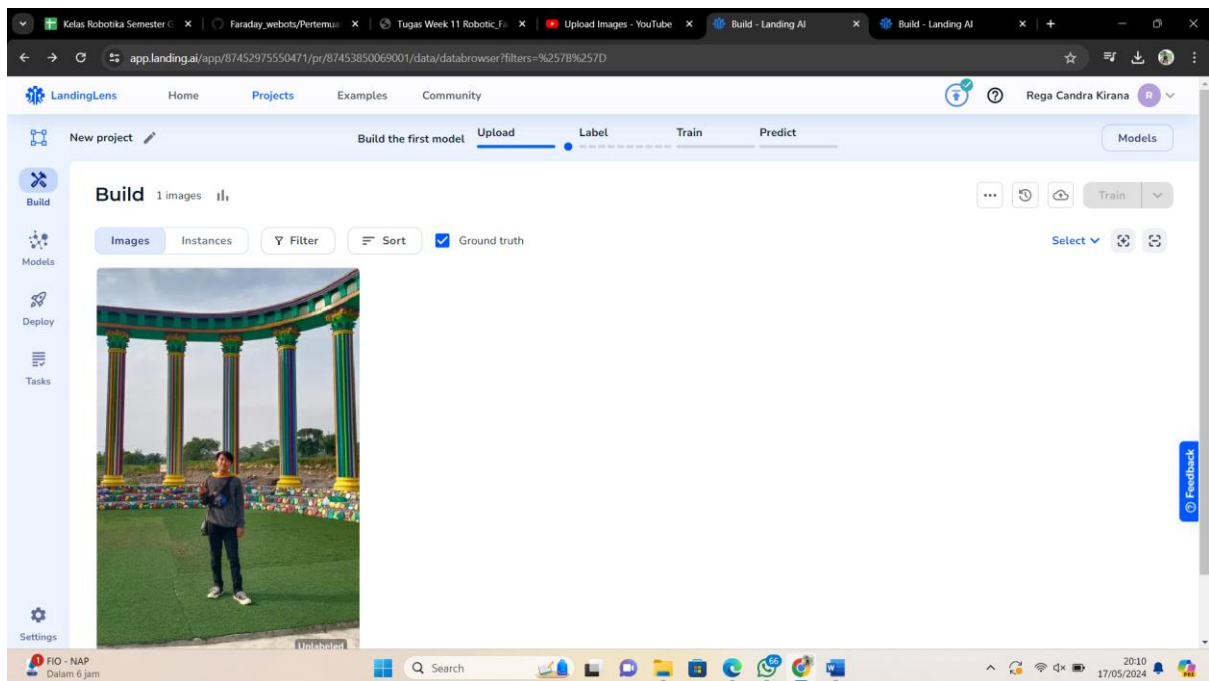 Kelas Robotika Semester G
Faraday_webots/Pertemua
Tugas Week 11 Robotic_Fa
Upload Images - YouTube
Build - Landing AI
Build - Landing AI
app.landing.ai/app/87452975550471/pr/87453850069001/data/databrowser?filters=%257B%257D
LandingLens Home Projects Examples Community Rega Candra Kirana R
New project Build the first model Upload Label Train Predict Models
Build 1 images Train
Images Instances Filter Sort Ground truth Select
Build
Models
Deploy
Tasks
Settings
Unlabeled
Feedback
1 FIO - NAP
Dalam 6 jam
Search
66
20:10
17/05/2024